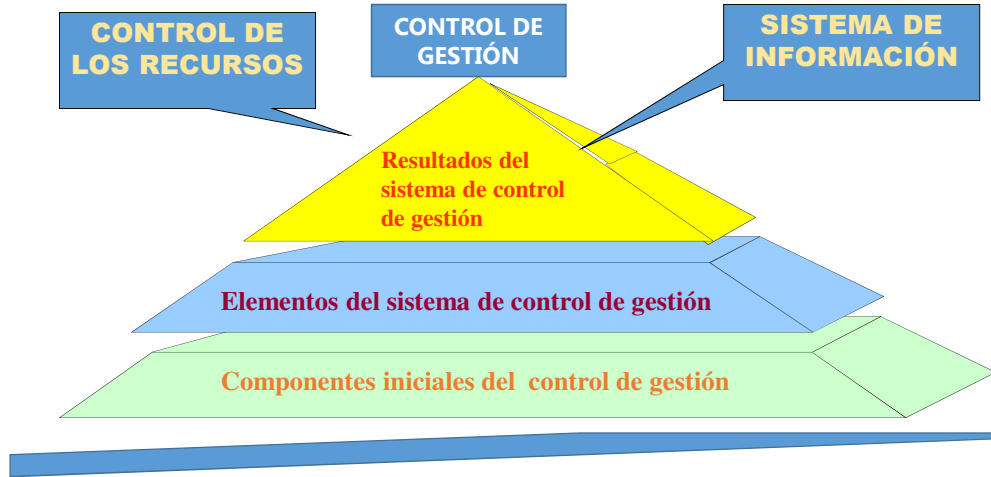 CONTROL DE
LOS RECURSOS
CONTROL DE
GESTIÓN
SISTEMA DE
INFORMACIÓN
Resultados del
sistema de control
de gestión
Elementos del sistema de control de gestión
Componentes iniciales del control de gestión